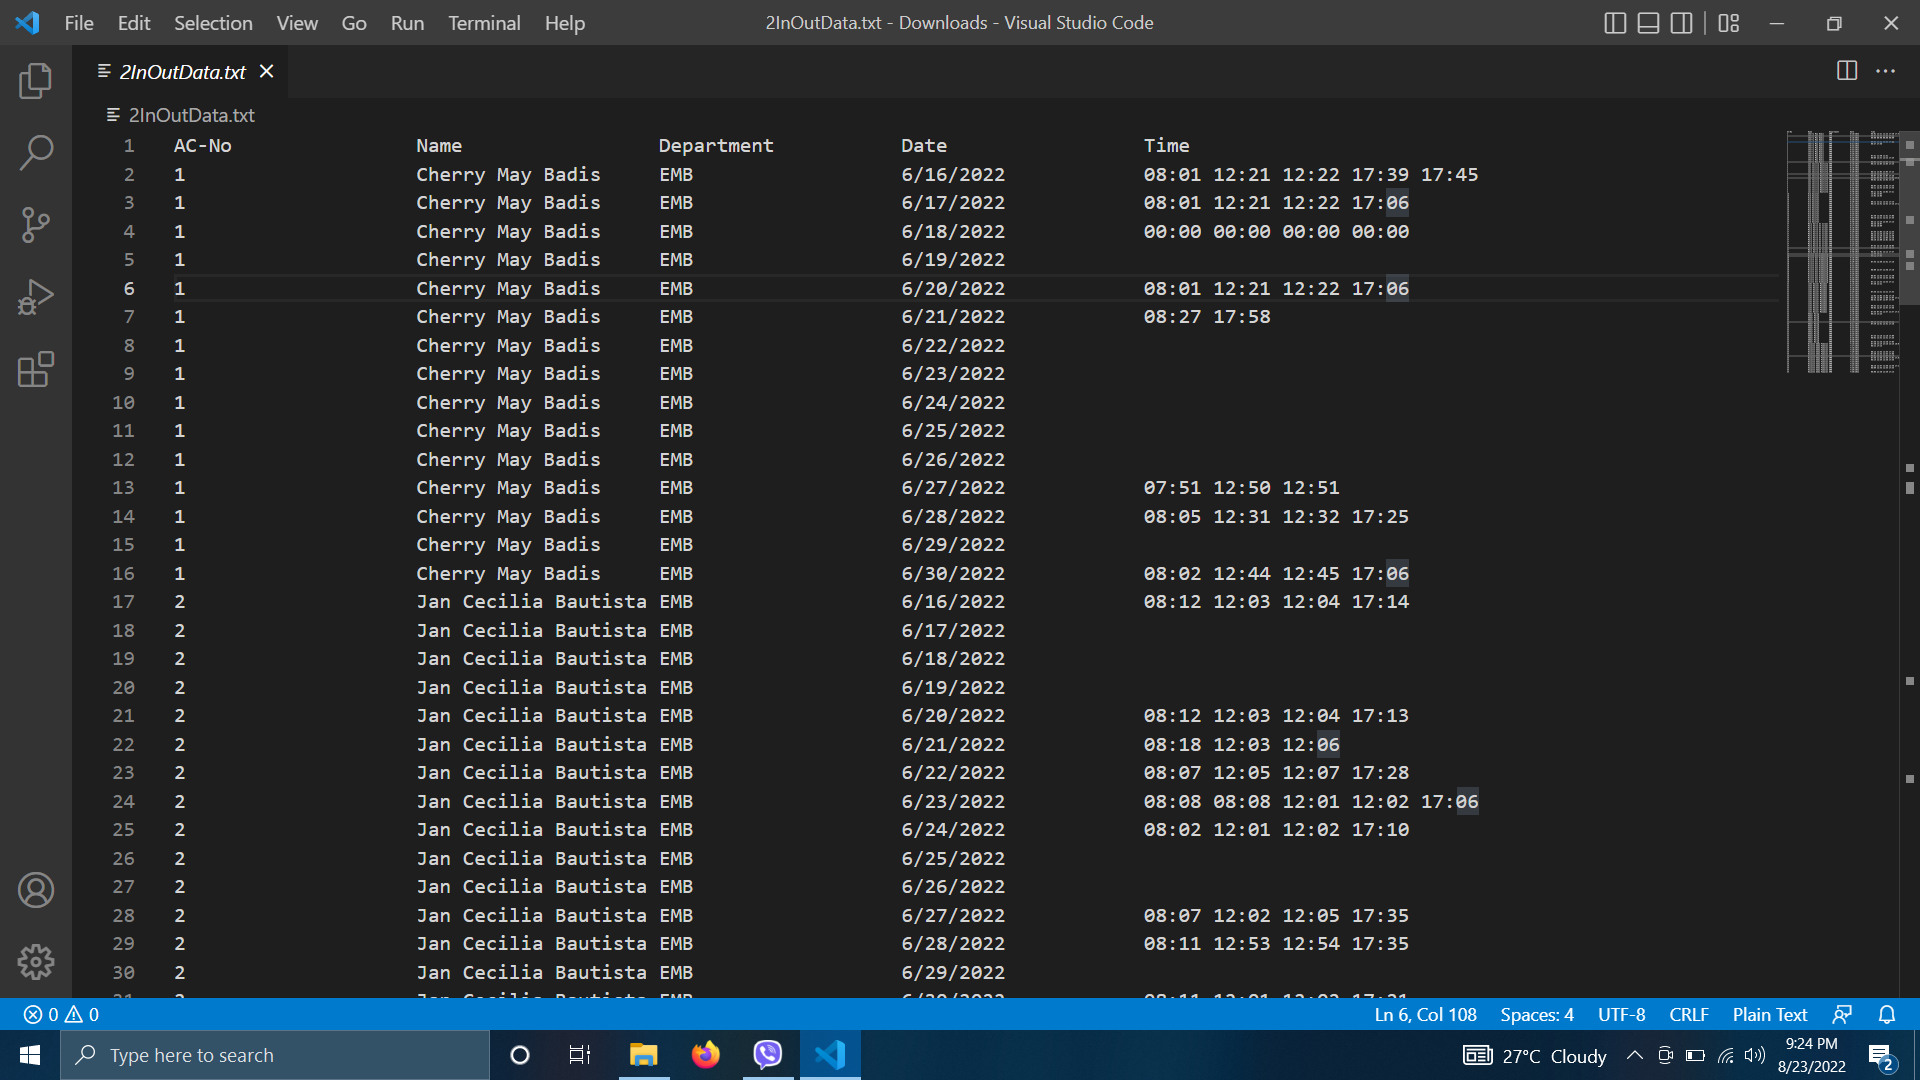 File Edit Selection View Go Run Terminal Help 2InOutData.txt - Downloads - Visual Studio Code
2InOutData.txt
2InOutData.txt
1 AC-No Name Department Date Time
2 1 Cherry May Badis EMB 6/16/2022 08:01 12:21 12:22 17:39 17:45
3 1 Cherry May Badis EMB 6/17/2022 08:01 12:21 12:22 17:06
4 1 Cherry May Badis EMB 6/18/2022 00:00 00:00 00:00 00:00
5 1 Cherry May Badis EMB 6/19/2022
6 1 Cherry May Badis EMB 6/20/2022 08:01 12:21 12:22 17:06
7 1 Cherry May Badis EMB 6/21/2022 08:27 17:58
8 1 Cherry May Badis EMB 6/22/2022
9 1 Cherry May Badis EMB 6/23/2022
10 1 Cherry May Badis EMB 6/24/2022
11 1 Cherry May Badis EMB 6/25/2022
12 1 Cherry May Badis EMB 6/26/2022
13 1 Cherry May Badis EMB 6/27/2022 07:51 12:50 12:51
14 1 Cherry May Badis EMB 6/28/2022 08:05 12:31 12:32 17:25
15 1 Cherry May Badis EMB 6/29/2022
16 1 Cherry May Badis EMB 6/30/2022 08:02 12:44 12:45 17:06
17 2 Jan Cecilia Bautista EMB 6/16/2022 08:12 12:03 12:04 17:14
18 2 Jan Cecilia Bautista EMB 6/17/2022
19 2 Jan Cecilia Bautista EMB 6/18/2022
20 2 Jan Cecilia Bautista EMB 6/19/2022
21 2 Jan Cecilia Bautista EMB 6/20/2022 08:12 12:03 12:04 17:13
22 2 Jan Cecilia Bautista EMB 6/21/2022 08:18 12:03 12:06
23 2 Jan Cecilia Bautista EMB 6/22/2022 08:07 12:05 12:07 17:28
24 2 Jan Cecilia Bautista EMB 6/23/2022 08:08 08:08 12:01 12:02 17:06
25 2 Jan Cecilia Bautista EMB 6/24/2022 08:02 12:01 12:02 17:10
26 2 Jan Cecilia Bautista EMB 6/25/2022
27 2 Jan Cecilia Bautista EMB 6/26/2022
28 2 Jan Cecilia Bautista EMB 6/27/2022 08:07 12:02 12:05 17:35
29 2 Jan Cecilia Bautista EMB 6/28/2022 08:11 12:53 12:54 17:35
30 2 Jan Cecilia Bautista EMB 6/29/2022
0 0 Ln 6, Col 108 Spaces: 4 UTF-8 CRLF Plain Text
Type here to search 27°C Cloudy 9:24 PM
8/23/2022 2